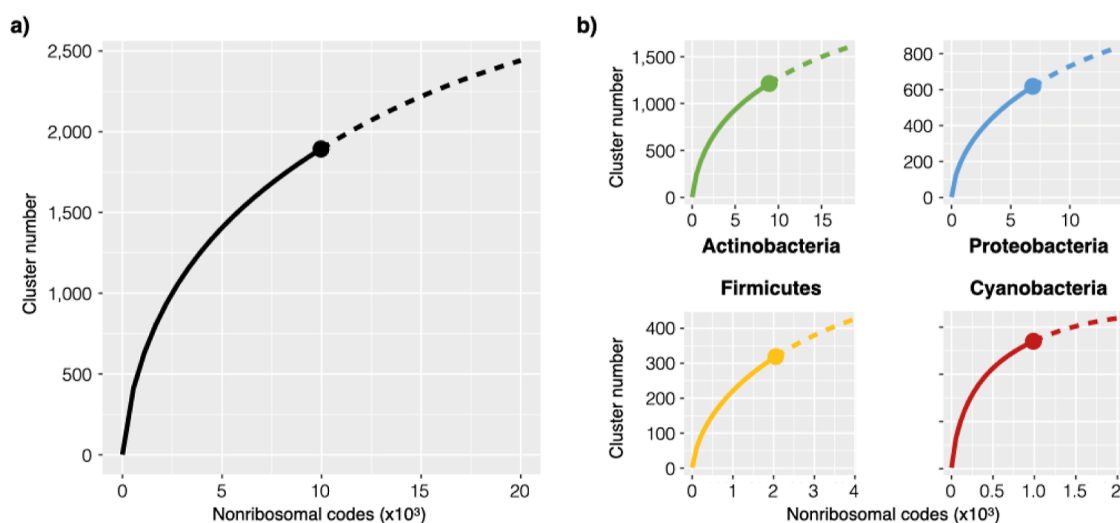 a)
2,500
2,000
1,500
1,000
500
0
Cluster number
0 5 10 15 20
Nonribosomal codes (x10³)
b)
1,500
1,000
500
0
Cluster number
0 5 10 15
Actinobacteria
800
600
400
200
0
0 5 10
Proteobacteria
Firmicutes
400
300
200
100
0
Cluster number
0 1 2 3 4
Cyanobacteria
0 0.5 1.0 1.5 2
Nonribosomal codes (x10³)